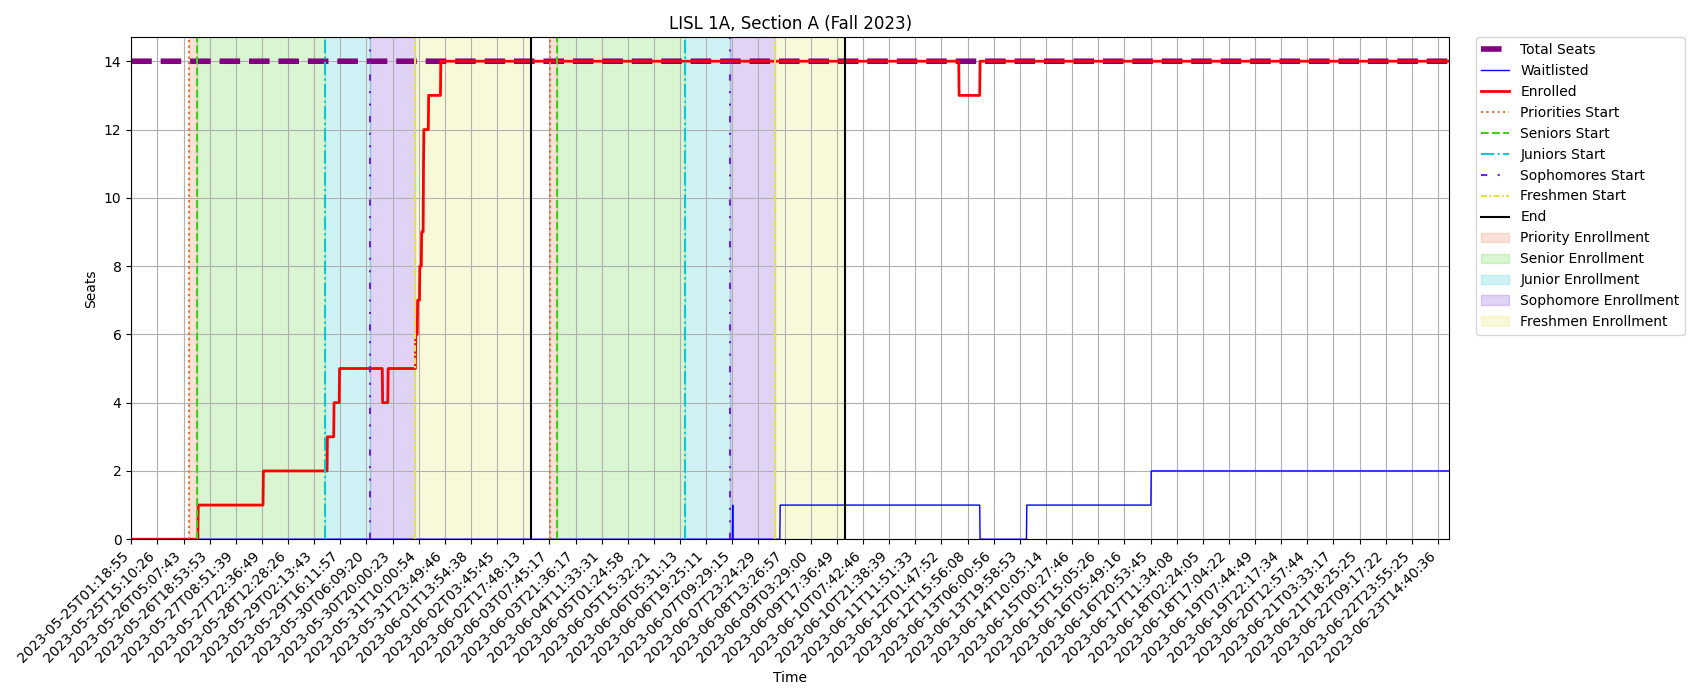 LISL 1A, Section A (Fall 2023)
Seats
14
12
10
8
6
4
2
0
2023-05-25T01:18:55
2023-05-25T15:10:26
2023-05-26T05:07:43
2023-05-26T18:53:53
2023-05-27T08:51:39
2023-05-27T22:36:49
2023-05-28T12:28:26
2023-05-29T02:13:43
2023-05-29T16:11:57
2023-05-30T06:09:20
2023-05-30T20:00:23
2023-05-31T10:00:54
2023-05-31T23:49:46
2023-06-01T13:54:38
2023-06-02T03:45:45
2023-06-02T17:48:13
2023-06-03T07:45:17
2023-06-03T21:36:17
2023-06-04T11:33:31
2023-06-05T01:24:58
2023-06-05T15:32:21
2023-06-06T05:31:13
2023-06-06T19:25:11
2023-06-07T09:29:15
2023-06-07T23:24:29
2023-06-08T13:26:57
2023-06-09T03:29:00
2023-06-09T17:36:49
2023-06-10T07:42:46
2023-06-10T21:38:39
2023-06-11T11:51:33
2023-06-12T01:47:52
2023-06-12T15:56:08
2023-06-13T06:00:56
2023-06-13T19:58:53
2023-06-14T10:05:14
2023-06-15T00:27:46
2023-06-15T15:05:26
2023-06-16T05:49:16
2023-06-16T20:53:45
2023-06-17T11:34:08
2023-06-18T02:24:05
2023-06-18T17:04:22
2023-06-19T07:44:49
2023-06-19T22:17:34
2023-06-20T12:57:44
2023-06-21T03:33:17
2023-06-21T18:25:25
2023-06-22T09:17:22
2023-06-22T23:55:25
2023-06-23T14:40:36
Time
Total Seats
Waitlisted
Enrolled
Priorities Start
Seniors Start
Juniors Start
Sophomores Start
Freshmen Start
End
Priority Enrollment
Senior Enrollment
Junior Enrollment
Sophomore Enrollment
Freshmen Enrollment